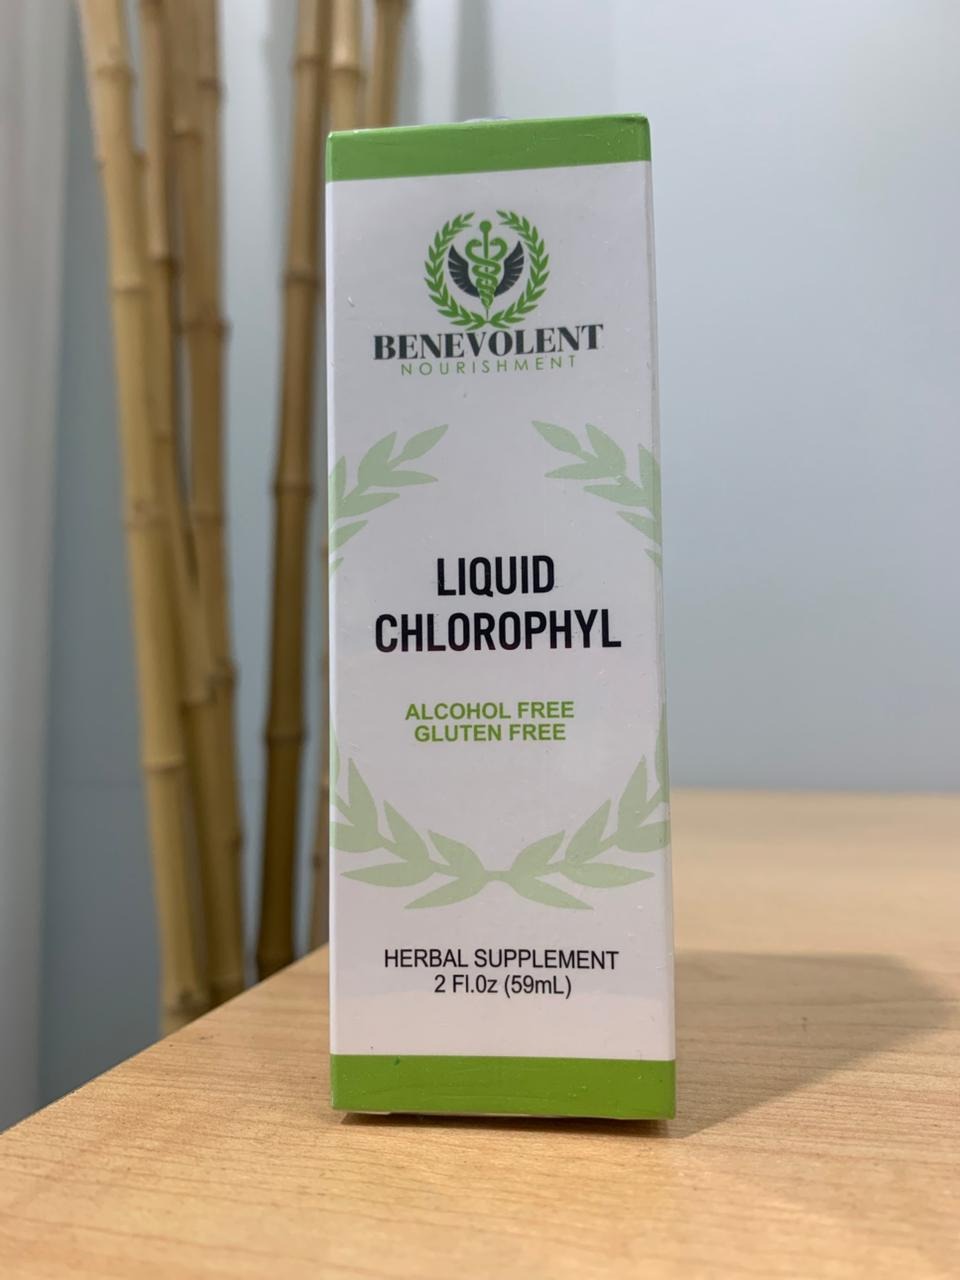 BENEVOLENT
NOURISHMENT
LIQUID
CHLOROPHYL
ALCOHOL FREE
GLUTEN FREE
HERBAL SUPPLEMENT
2 Fl.0z (59mL)